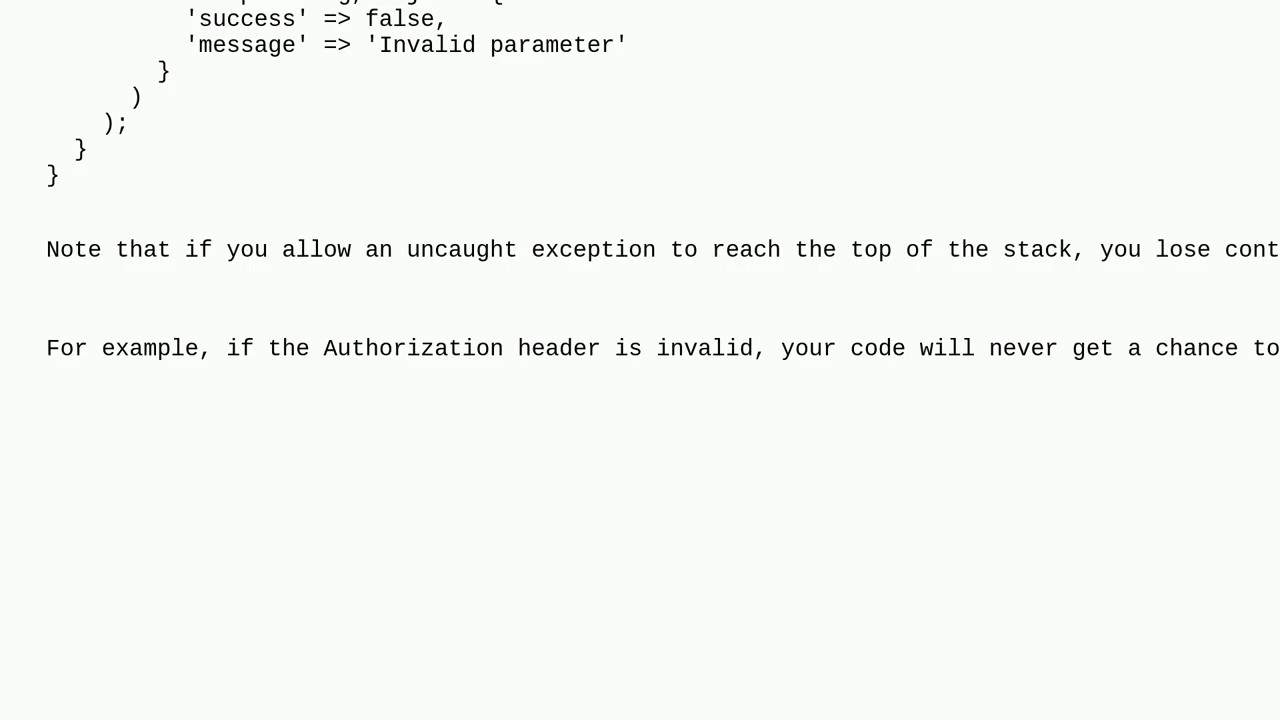 'success' => false,
'message' => 'Invalid parameter'
}
)
);
}
}
Note that if you allow an uncaught exception to reach the top of the stack, you lose cont
For example, if the Authorization header is invalid, your code will never get a chance to